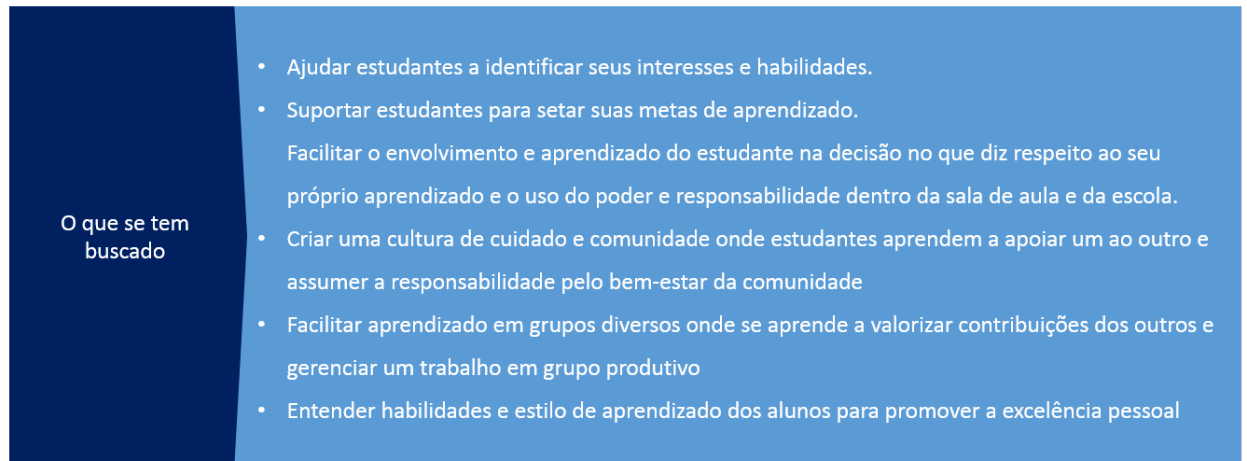 O que se tem
buscado
• Ajudar estudantes a identificar seus interesses e habilidades.
• Suportar estudantes para setar suas metas de aprendizado.
Facilitar o envolvimento e aprendizado do estudante na decisão no que diz respeito ao seu
próprio aprendizado e o uso do poder e responsabilidade dentro da sala de aula e da escola.
• Criar uma cultura de cuidado e comunidade onde estudantes aprendem a apoiar um ao outro e
assumer a responsabilidade pelo bem-estar da comunidade
• Facilitar aprendizado em grupos diversos onde se aprende a valorizar contribuições dos outros e
gerenciar um trabalho em grupo produtivo
• Entender habilidades e estilo de aprendizado dos alunos para promover a excelência pessoal